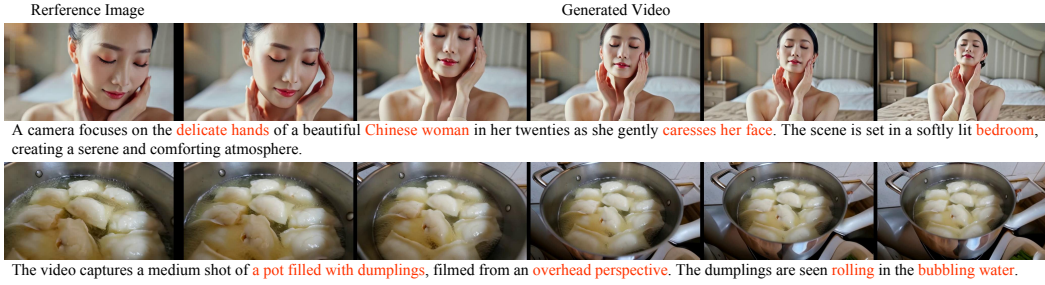 Rerference Image
Generated Video
A camera focuses on the delicate hands of a beautiful Chinese woman in her twenties as she gently caresses her face. The scene is set in a softly lit bedroom,
creating a serene and comforting atmosphere.
The video captures a medium shot of a pot filled with dumplings, filmed from an overhead perspective. The dumplings are seen rolling in the bubbling water.